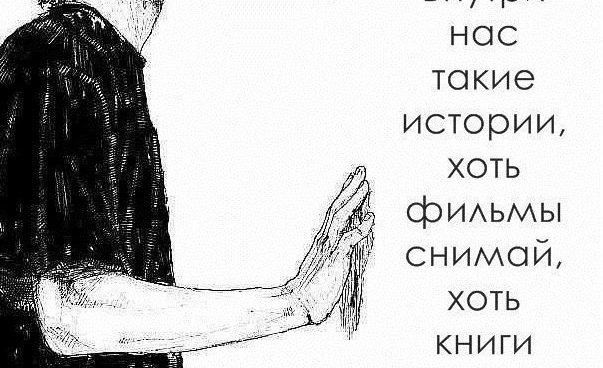 нас
такие
истории,
хоть
фильмы
снимай,
хоть
книги